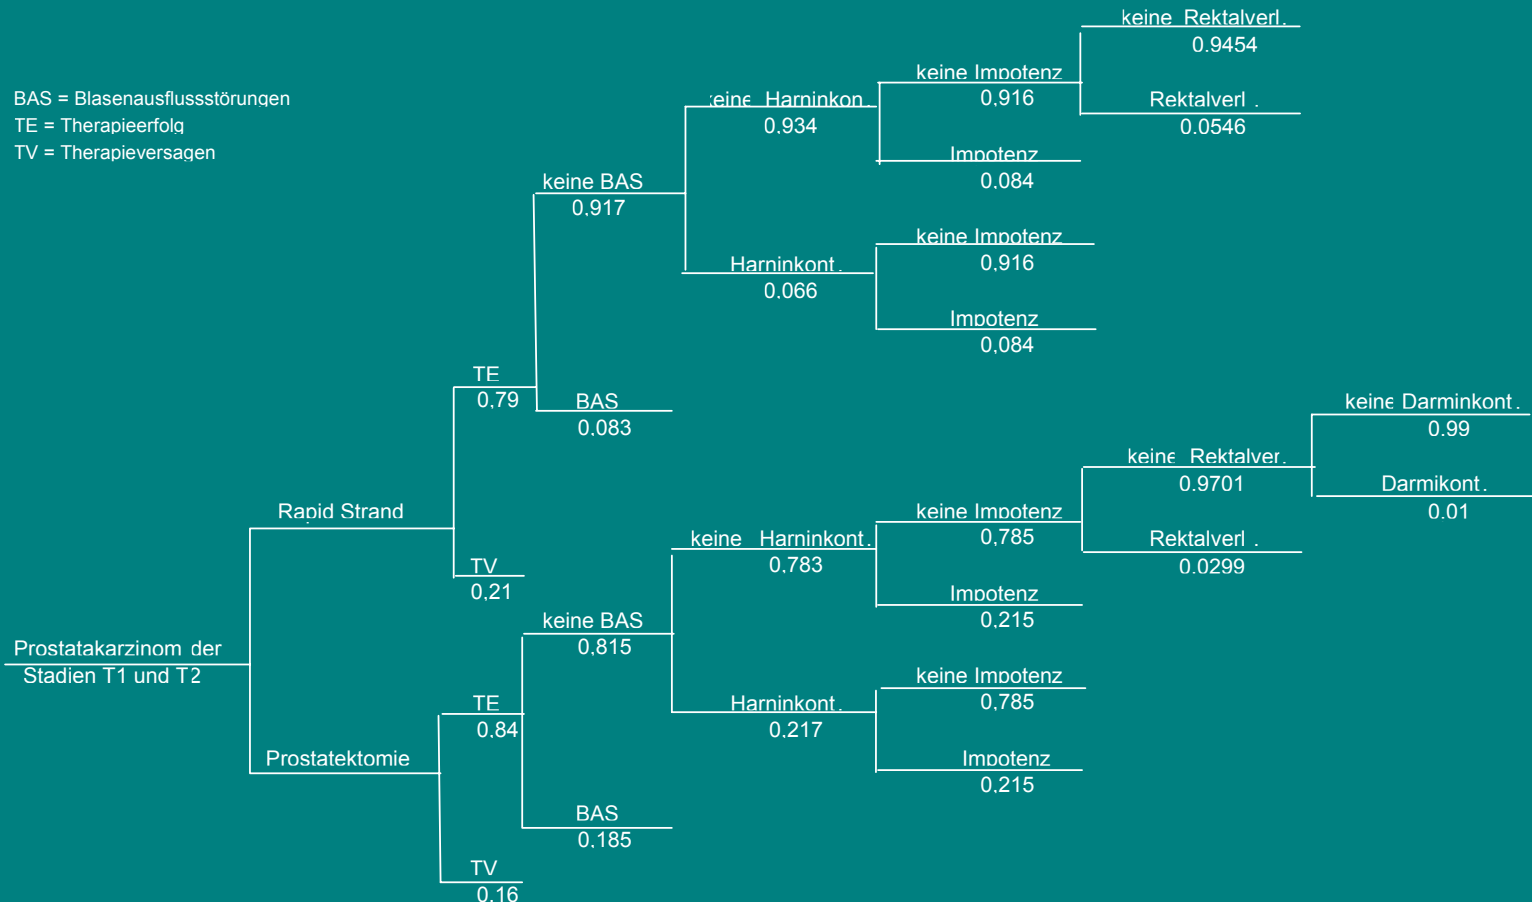 keine Rektalverl.
0.9454
keine Impotenz
0,916
Rektalverl .
0.0546
BAS = Blasenausflussstörungen
TE = Therapieerfolg
TV = Therapieversagen
keine Harninkon.
0,934
Impotenz
0,084
keine BAS
0,917
keine Impotenz
0,916
Harninkont.
0,066
Impotenz
0,084
TE
0,79
BAS
0,083
keine Darminkont.
0.99
keine Rektalver.
0.9701
Darmikont.
0.01
Rapid Strand
keine Impotenz
0,785
keine Harninkont.
0,783
Rektalverl .
0.0299
TV
0,21
Impotenz
0,215
keine BAS
0,815
Prostatakarzinom der
Stadien T1 und T2
keine Impotenz
0,785
TE
0,84
Harninkont.
0,217
Prostatektomie
Impotenz
0,215
BAS
0,185
TV
0,16